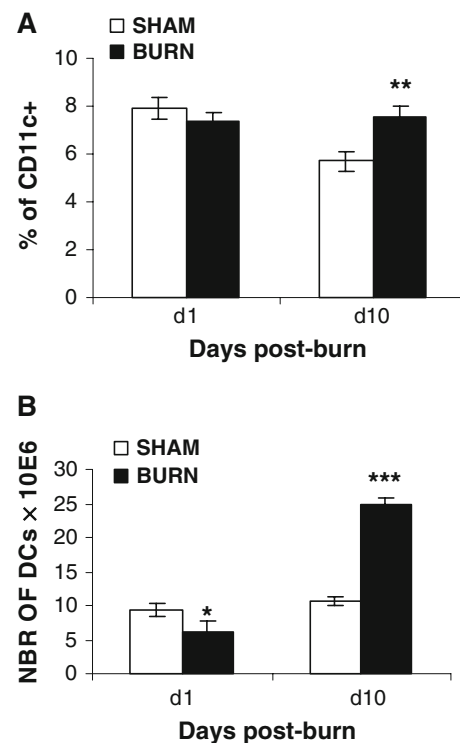 A
SHAM
BURN
% of CD11c+
10
8
6
4
2
0
**
d1 d10
Days post-burn
B
SHAM
BURN
NBR OF DCs × 10E6
30
25
20
15
10
5
0
*
***
d1 d10
Days post-burn